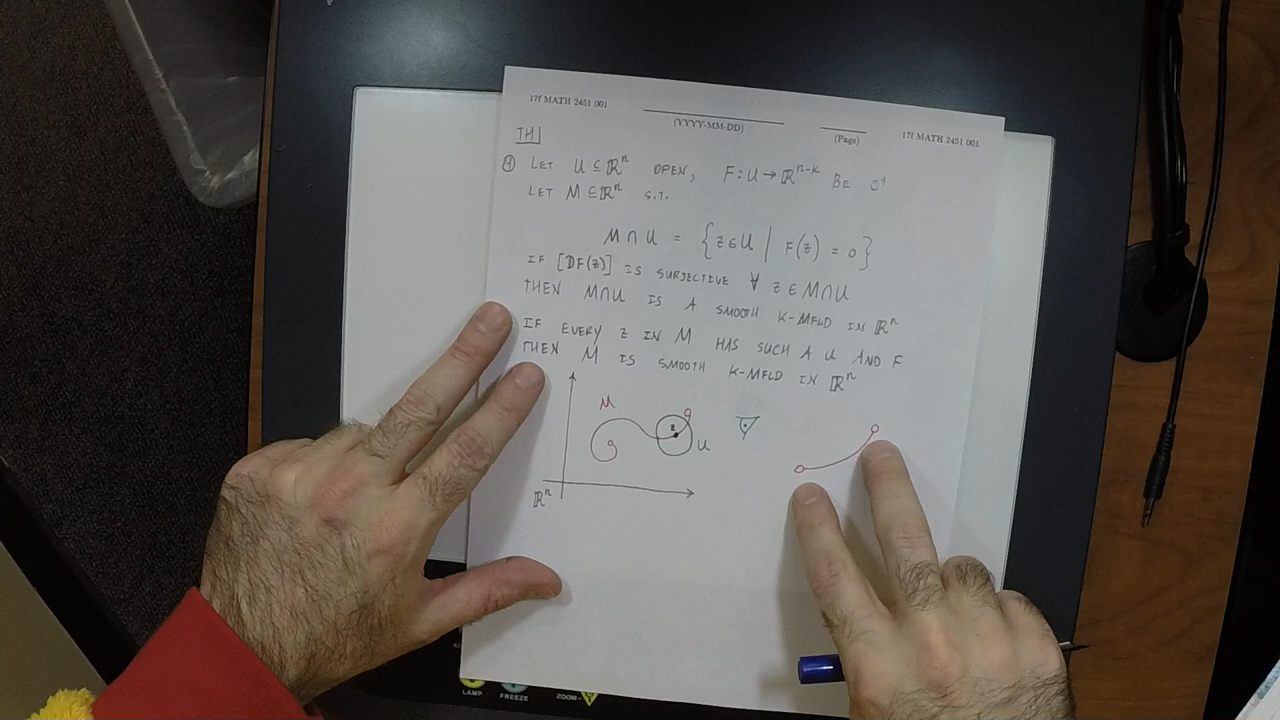 17f MATH 2451 001
(YYYY-MM-DD)
(Page)
17f MATH 2451 001
TH
① LET U ⊆ ℝⁿ OPEN, F : U → ℝⁿ⁻ᵏ BE C¹
LET M ⊆ ℝⁿ S.T.
M ∩ U = { z ∈ U | F(z) = 0 }
IF [DF(z)] IS SURJECTIVE ∀ z ∈ M ∩ U
THEN M ∩ U IS A SMOOTH K-MFLD IN ℝⁿ
IF EVERY z IN M HAS SUCH A U AND F
THEN M IS SMOOTH K-MFLD IN ℝⁿ
M
z
U
ℝⁿ
LAMP
FREEZE
ZOOM